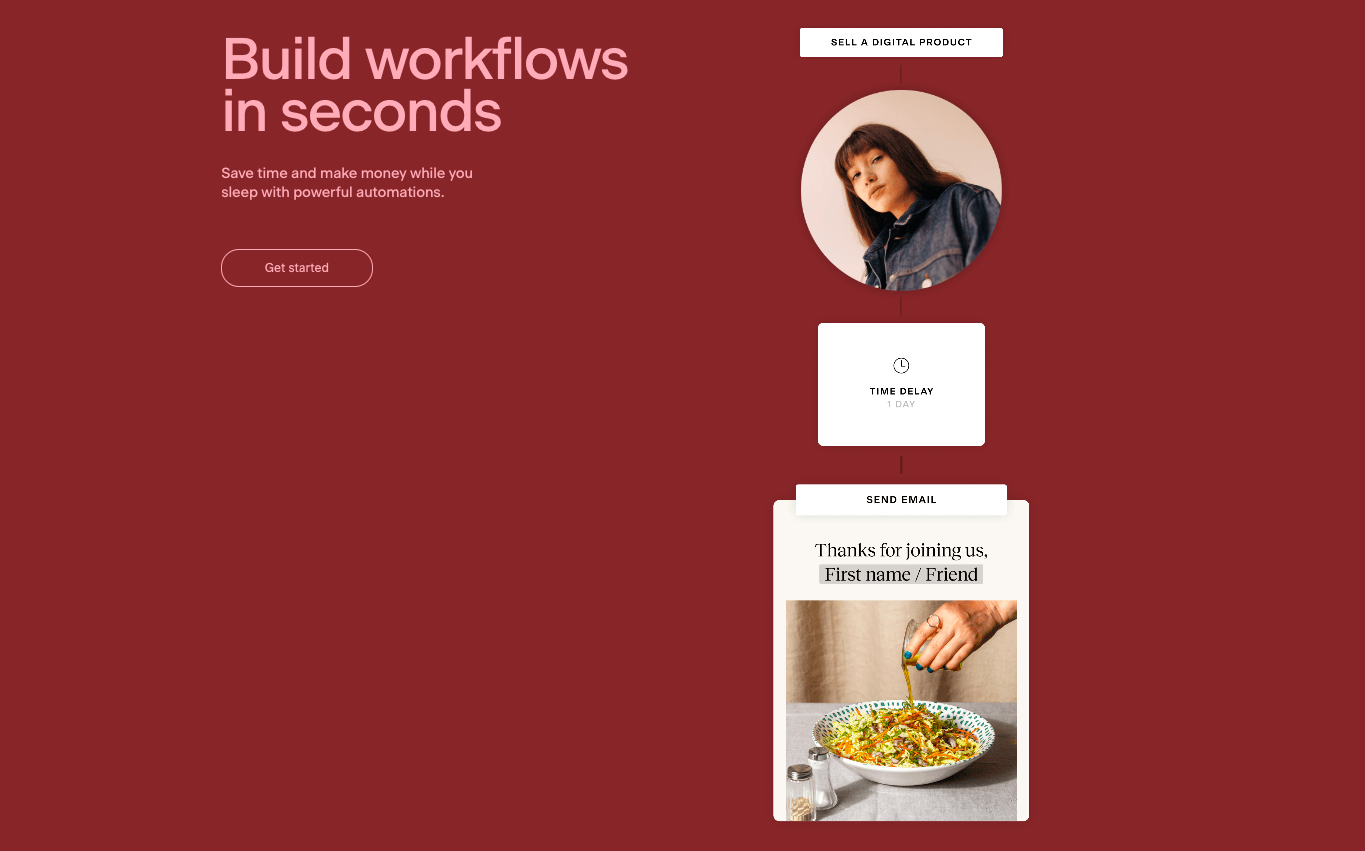 Build workflows
in seconds
Save time and make money while you
sleep with powerful automations.
Get started
SELL A DIGITAL PRODUCT
TIME DELAY
1 DAY
SEND EMAIL
Thanks for joining us,
First name / Friend